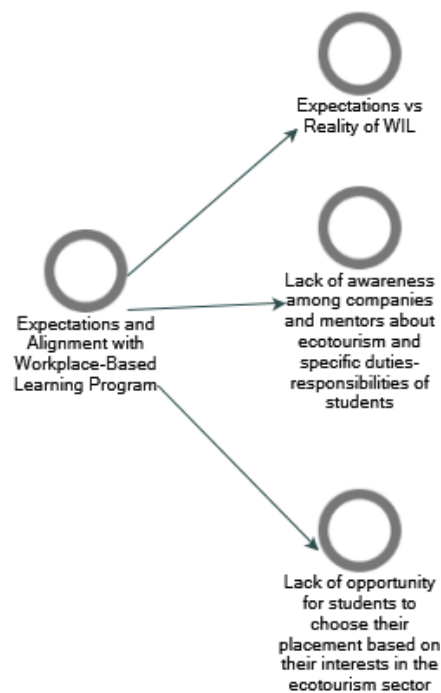 Expectations vs
Reality of WIL
Expectations and
Alignment with
Workplace-Based
Learning Program
Lack of awareness
among companies
and mentors about
ecotourism and
specific duties-
responsibilities of
students
Lack of opportunity
for students to
choose their
placement based on
their interests in the
ecotourism sector